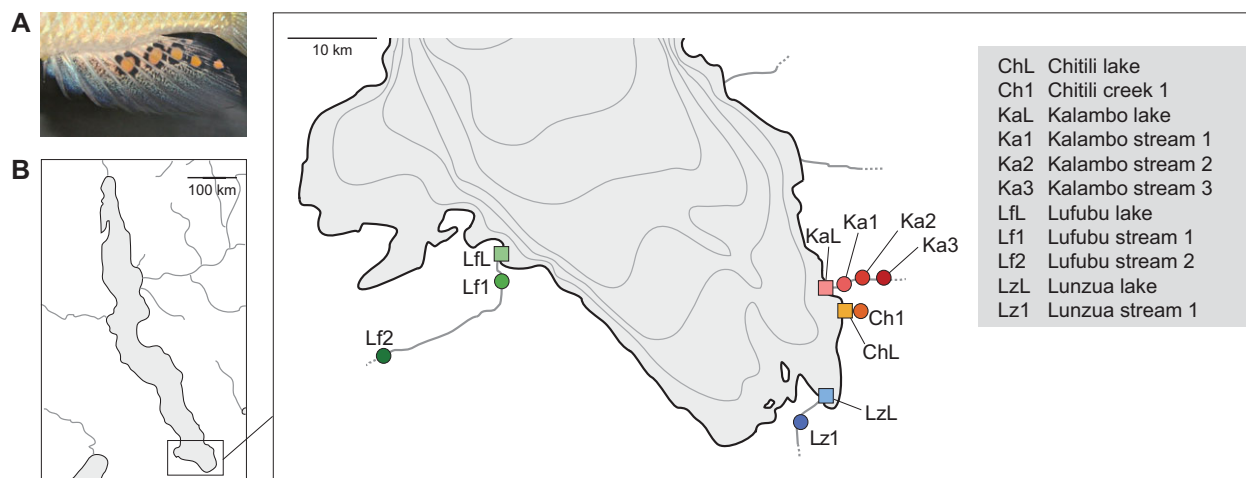 A
B
100 km
10 km
LfL
Lf1
Lf2
KaL
Ka1
Ka2
Ka3
Ch1
ChL
LzL
Lz1
ChL Chitili lake
Ch1 Chitili creek 1
KaL Kalambo lake
Ka1 Kalambo stream 1
Ka2 Kalambo stream 2
Ka3 Kalambo stream 3
LfL Lufubu lake
Lf1 Lufubu stream 1
Lf2 Lufubu stream 2
LzL Lunzua lake
Lz1 Lunzua stream 1